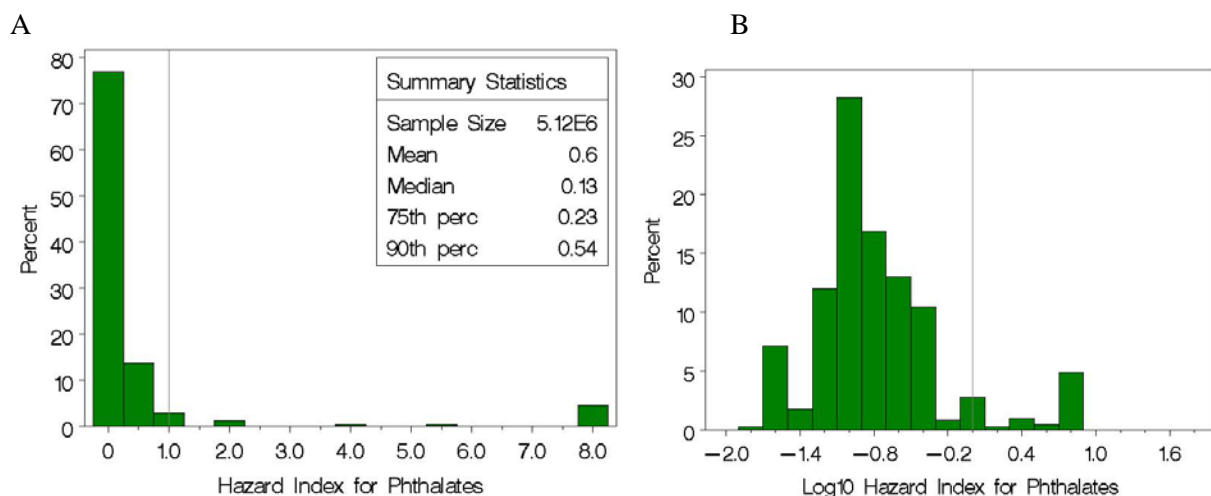 A
B
80
70
60
50
40
30
20
10
0
Percent
Summary Statistics
Sample Size 5.12E6
Mean 0.6
Median 0.13
75th perc 0.23
90th perc 0.54
0 1.0 2.0 3.0 4.0 5.0 6.0 7.0 8.0
Hazard Index for Phthalates
30
25
20
15
10
5
0
Percent
−2.0 −1.4 −0.8 −0.2 0.4 1.0 1.6
Log10 Hazard Index for Phthalates